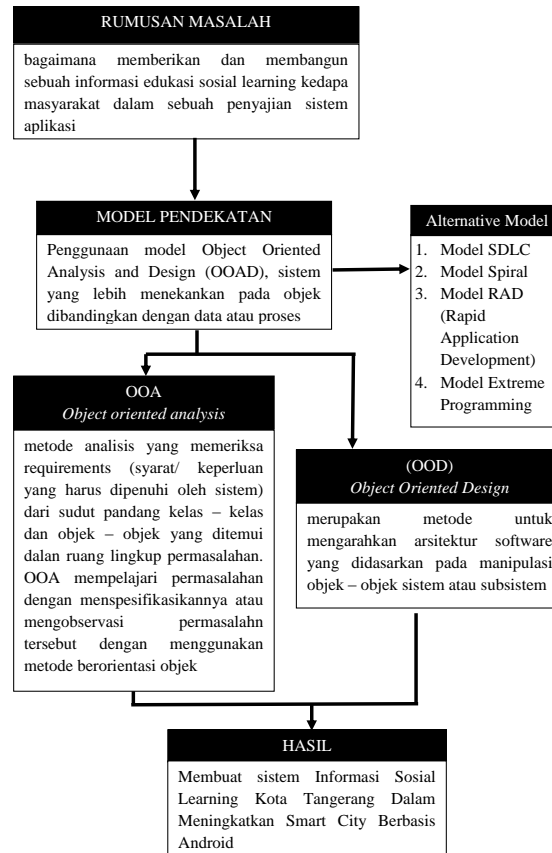 RUMUSAN MASALAH
bagaimana memberikan dan membangun
sebuah informasi edukasi sosial learning kedapa
masyarakat dalam sebuah penyajian sistem
aplikasi
MODEL PENDEKATAN
Penggunaan model Object Oriented
Analysis and Design (OOAD), sistem
yang lebih menekankan pada objek
dibandingkan dengan data atau proses
Alternative Model
1. Model SDLC
2. Model Spiral
3. Model RAD
(Rapid
Application
Development)
4. Model Extreme
Programming
OOA
Object oriented analysis
metode analisis yang memeriksa
requirements (syarat/ keperluan
yang harus dipenuhi oleh sistem)
dari sudut pandang kelas – kelas
dan objek – objek yang ditemui
dalan ruang lingkup permasalahan.
OOA mempelajari permasalahan
dengan menspesifikasikannya atau
mengobservasi permasalahn
tersebut dengan menggunakan
metode berorientasi objek
(OOD)
Object Oriented Design
merupakan metode untuk
mengarahkan arsitektur software
yang didasarkan pada manipulasi
objek – objek sistem atau subsistem
HASIL
Membuat sistem Informasi Sosial
Learning Kota Tangerang Dalam
Meningkatkan Smart City Berbasis
Android